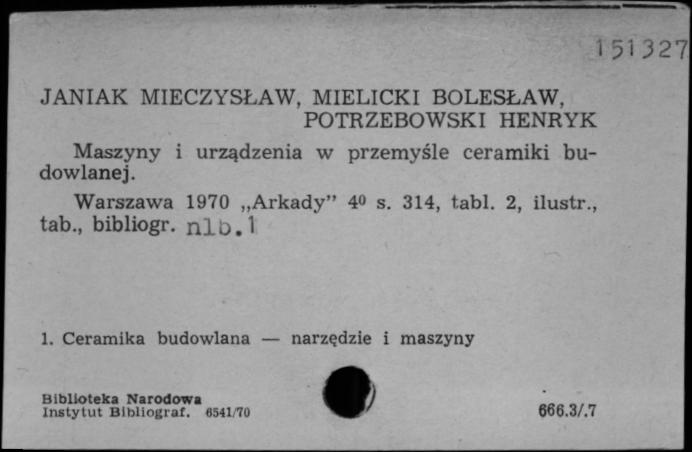 151327
JANIAK MIECZYSŁAW, MIELICKI BOLESŁAW,
POTRZEBOWSKI HENRYK
Maszyny i urządzenia w przemyśle ceramiki bu-
dowlanej.
Warszawa 1970 „Arkady” 4⁰ s. 314, tabl. 2, ilustr.,
tab., bibliogr. nlb.1
1. Ceramika budowlana — narzędzie i maszyny
Biblioteka Narodowa
Instytut Bibliograf. 6541/70
666.3/.7